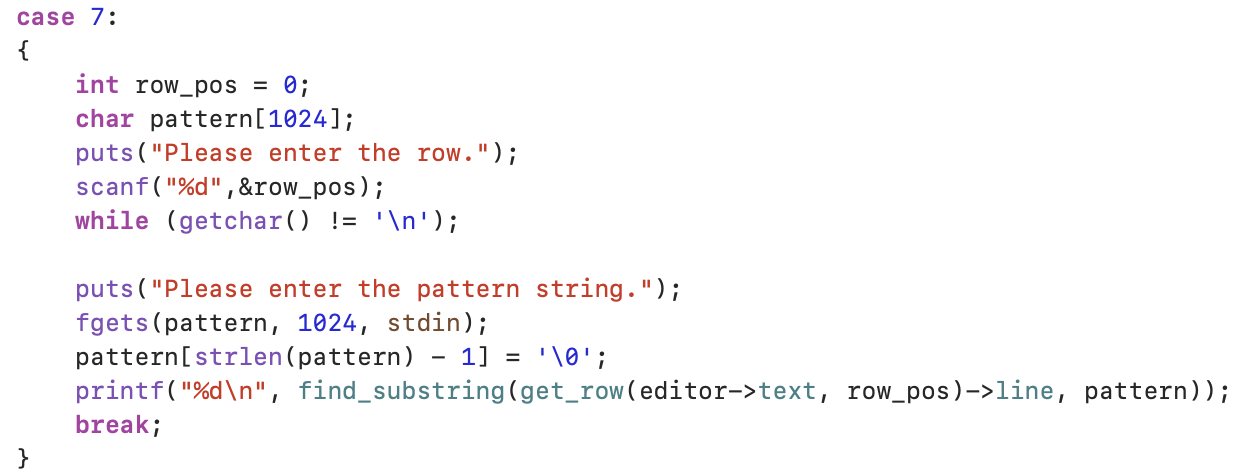 case 7:
{
    int row_pos = 0;
    char pattern[1024];
    puts("Please enter the row.");
    scanf("%d",&row_pos);
    while (getchar() != '\n');

    puts("Please enter the pattern string.");
    fgets(pattern, 1024, stdin);
    pattern[strlen(pattern) - 1] = '\0';
    printf("%d\n", find_substring(get_row(editor->text, row_pos)->line, pattern));
    break;
}